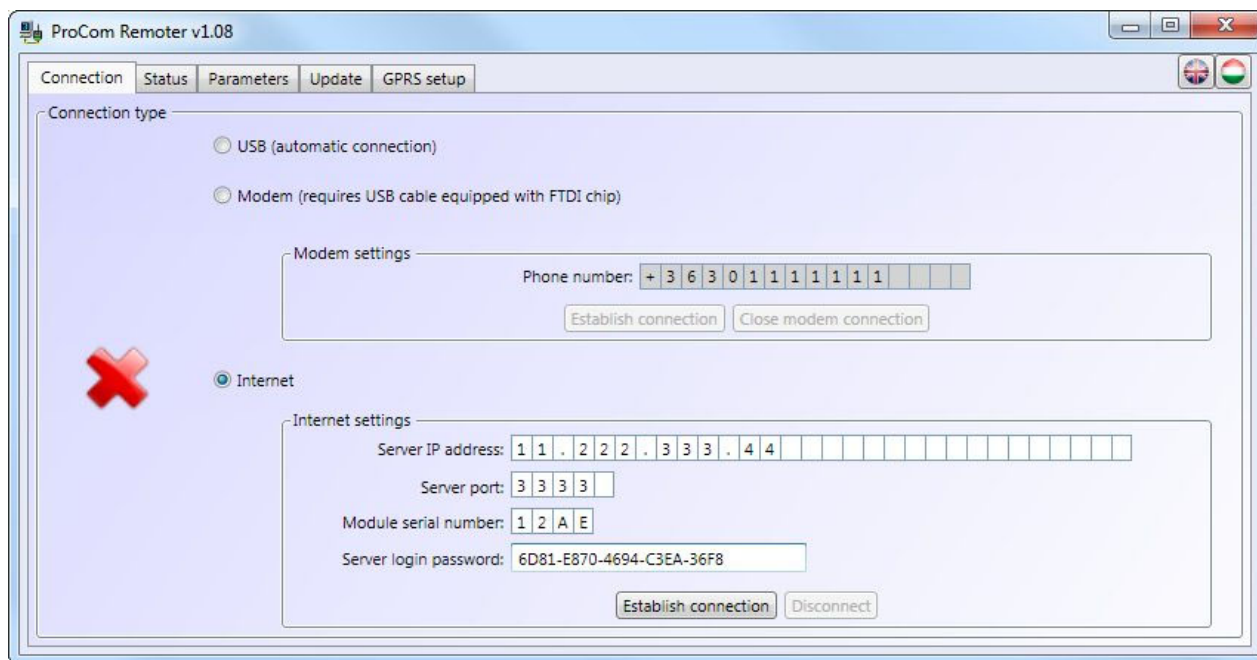 ProCom Remoter v1.08
Connection Status Parameters Update GPRS setup
Connection type
USB (automatic connection)
Modem (requires USB cable equipped with FTDI chip)
Modem settings
Phone number: +36301111111
Establish connection Close modem connection
Internet
Internet settings
Server IP address: 11.222.333.44
Server port: 3333
Module serial number: 12AE
Server login password: 6D81-E870-4694-C3EA-36F8
Establish connection Disconnect